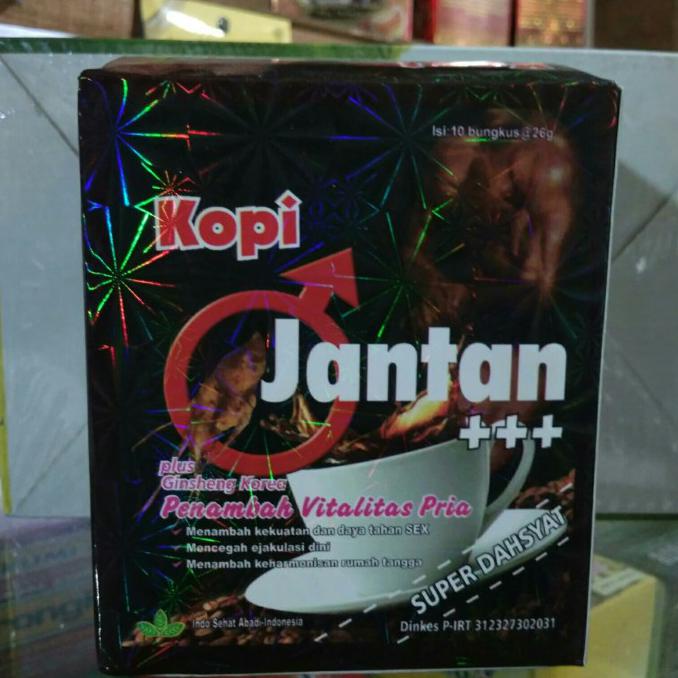 Isi: 10 bungkus @ 26g
Kopi
Jantan
+++
plus
Ginsheng Korea
Penambah Vitalitas Pria
Menambah kekuatan dan daya tahan SEX
Mencegah ejakulasi dini
Menambah keharmonisan rumah tangga
SUPER DAHSYAT
Indo Sehat Abadi-Indonesia
Dinkes P-IRT 312327302031